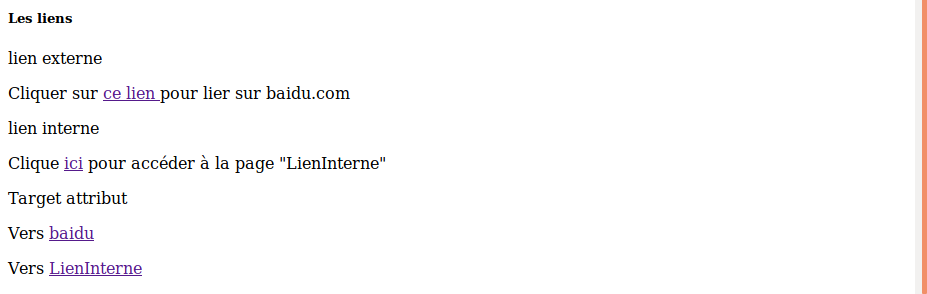 Les liens
lien externe
Cliquer sur ce lien pour lier sur baidu.com
lien interne
Clique ici pour accéder à la page "LienInterne"
Target attribut
Vers baidu
Vers LienInterne